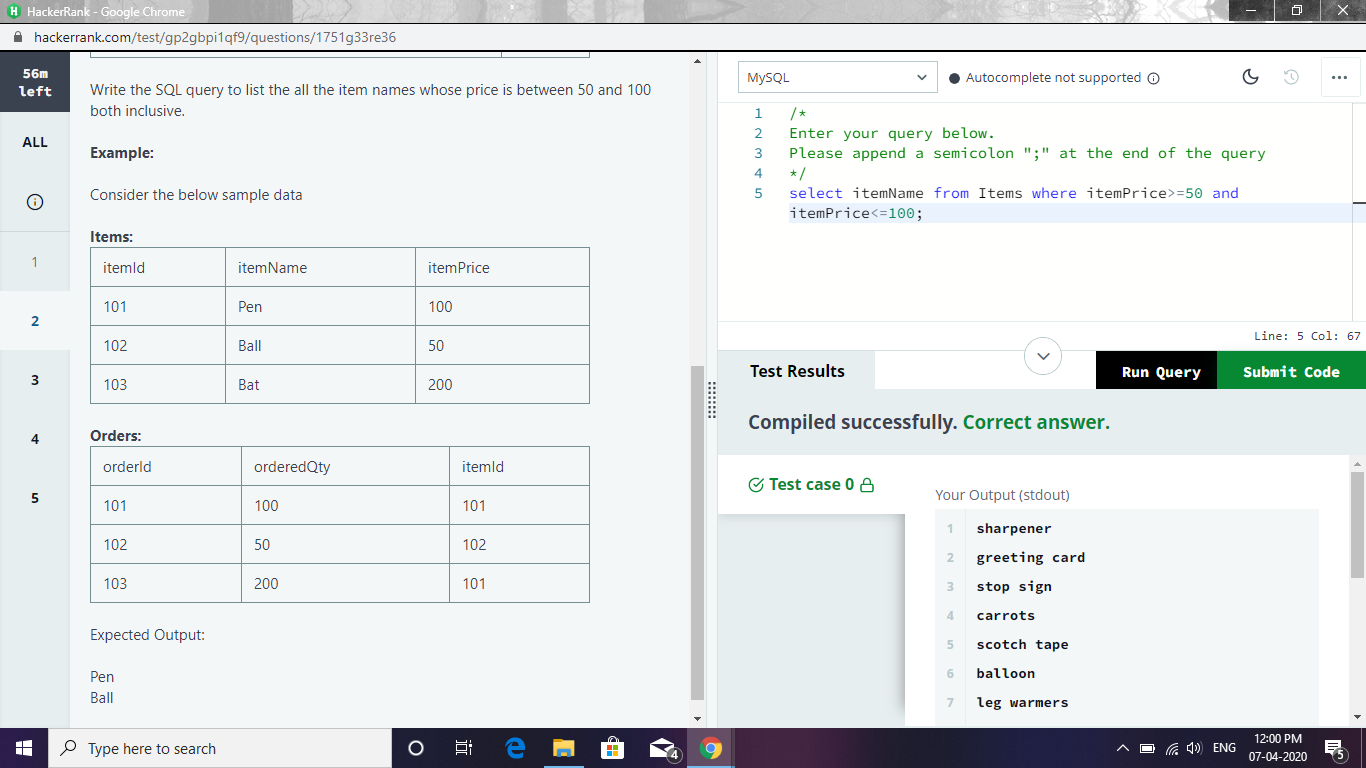 HackerRank - Google Chrome
hackerrank.com/test/gp2gbpi1qf9/questions/1751g33re36
56m
left
ALL
1
2
3
4
5
Write the SQL query to list the all the item names whose price is between 50 and 100
both inclusive.
Example:
Consider the below sample data
Items:
itemId itemName itemPrice
101 Pen 100
102 Ball 50
103 Bat 200
Orders:
orderId orderedQty itemId
101 100 101
102 50 102
103 200 101
Expected Output:
Pen
Ball
MySQL
Autocomplete not supported
1 /*
2 Enter your query below.
3 Please append a semicolon ";" at the end of the query
4 */
5 select itemName from Items where itemPrice>=50 and
itemPrice<=100;
Line: 5 Col: 67
Test Results
Run Query
Submit Code
Compiled successfully. Correct answer.
Test case 0
Your Output (stdout)
1 sharpener
2 greeting card
3 stop sign
4 carrots
5 scotch tape
6 balloon
7 leg warmers
Type here to search
4
ENG
12:00 PM
07-04-2020
5